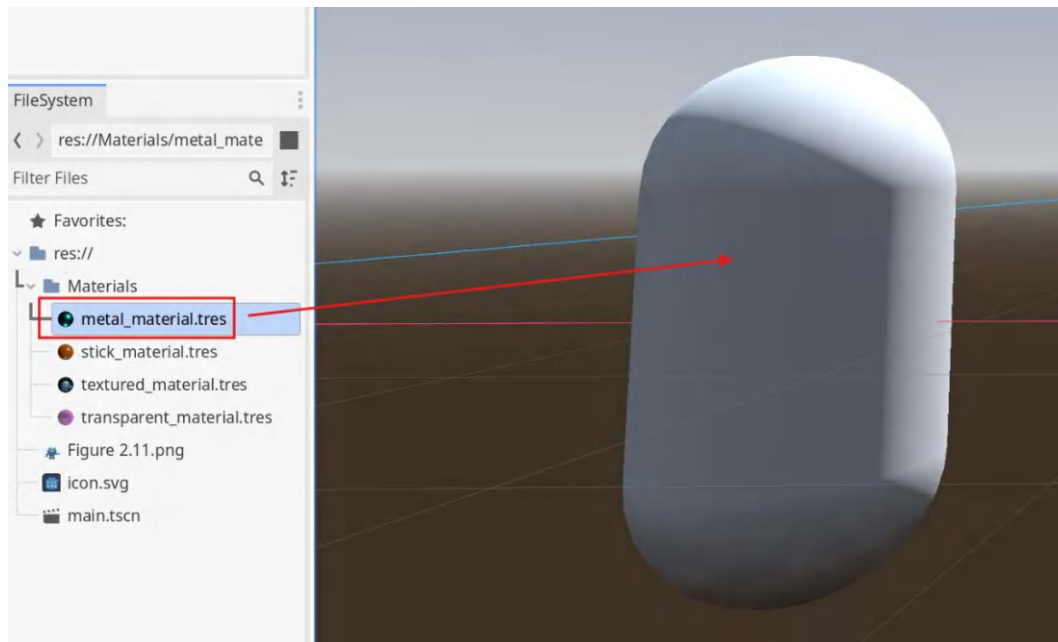 FileSystem
res://Materials/metal_mate
Filter Files
Favorites:
res://
Materials
metal_material.tres
stick_material.tres
textured_material.tres
transparent_material.tres
Figure 2.11.png
icon.svg
main.tscn